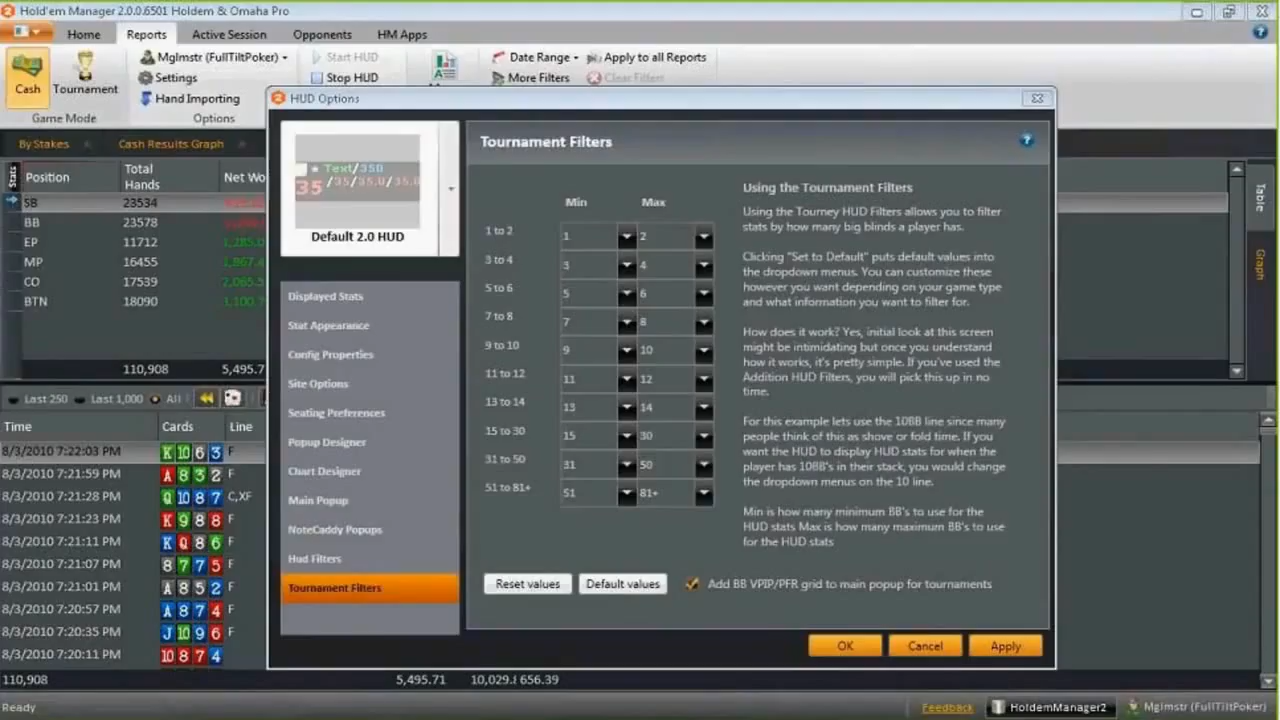 Hold'em Manager 2.0.0.6501 Holdem & Omaha Pro
Home Reports Active Session Opponents HM Apps
Cash
Tournament
Game Mode
MgImstr (FullTiltPoker)
Settings
Hand Importing
Options
Start HUD
Stop HUD
Date Range
Apply to all Reports
More Filters
Clear Filters
By Stakes
Cash Results Graph
Stats
Position Total Hands Net Wo
SB 23534
BB 23578
EP 11712
MP 16455
CO 17539
BTN 18090
110,908 5,495.7
Table
Graph
Last 250 Last 1,000 All
Time Cards Line
8/3/2010 7:22:03 PM K 10 6 3 F
8/3/2010 7:21:59 PM A 8 3 2 F
8/3/2010 7:21:28 PM Q 10 8 7 C,XF
8/3/2010 7:21:23 PM K 9 8 8 F
8/3/2010 7:21:11 PM K Q 8 6 F
8/3/2010 7:21:07 PM 8 7 7 5 F
8/3/2010 7:21:01 PM A 8 5 2 F
8/3/2010 7:20:57 PM A 8 7 4 F
8/3/2010 7:20:35 PM J 10 9 6 F
8/3/2010 7:20:11 PM 10 8 7 4
110,908 5,495.71 656.39
Ready
Feedback
HoldemManager2
MgImstr (FullTiltPoker)
HUD Options
Text/350
35/35/35.0/35.0
Default 2.0 HUD
Displayed Stats
Stat Appearance
Config Properties
Site Options
Seating Preferences
Popup Designer
Chart Designer
Main Popup
NoteCaddy Popups
Hud Filters
Tournament Filters
Tournament Filters
Min Max
1 to 2 1 2
3 to 4 3 4
5 to 6 5 6
7 to 8 7 8
9 to 10 9 10
11 to 12 11 12
13 to 14 13 14
15 to 30 15 30
31 to 50 31 50
51 to 81+ 51 81+
Using the Tournament Filters
Using the Tourney HUD Filters allows you to filter
stats by how many big blinds a player has.
Clicking "Set to Default" puts default values into
the dropdown menus. You can customize these
however you want depending on your game type
and what information you want to filter for.
How does it work? Yes, initial look at this screen
might be intimidating but once you understand
how it works, it's pretty simple. If you've used the
Addition HUD Filters, you will pick this up in no
time.
For this example lets use the 10BB line since many
people think of this as shove or fold time. If you
want the HUD to display HUD stats for when the
player has 10BB's in their stack, you would change
the dropdown menus on the 10 line.
Min is how many minimum BB's to use for the
HUD stats Max is how many maximum BB's to use
for the HUD stats
Reset values
Default values
Add BB VPIP/PFR grid to main popup for tournaments
OK
Cancel
Apply